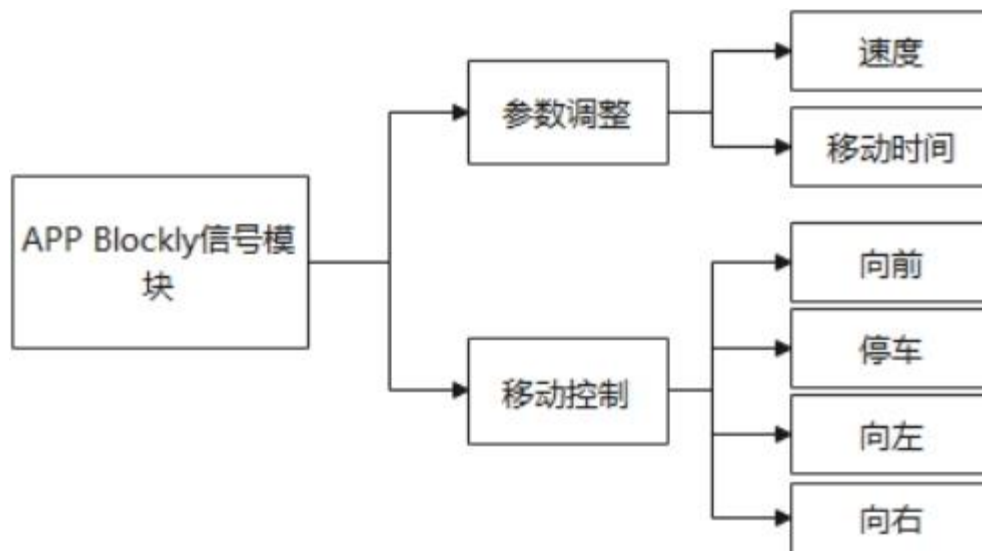 速度
参数调整
移动时间
APP Blockly信号模
块
向前
停车
移动控制
向左
向右